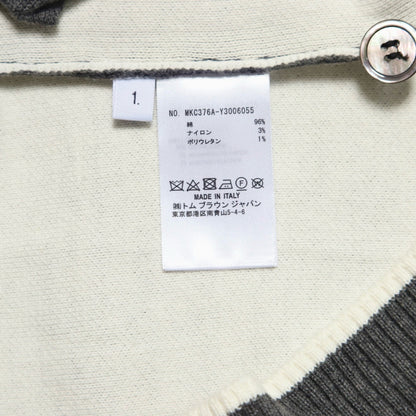 1.
NO. MKC376A-Y3006055
綿 96%
ナイロン 3%
ポリウレタン 1%
MADE IN ITALY
㈱トム ブラウン ジャパン
東京都港区南青山5-4-6